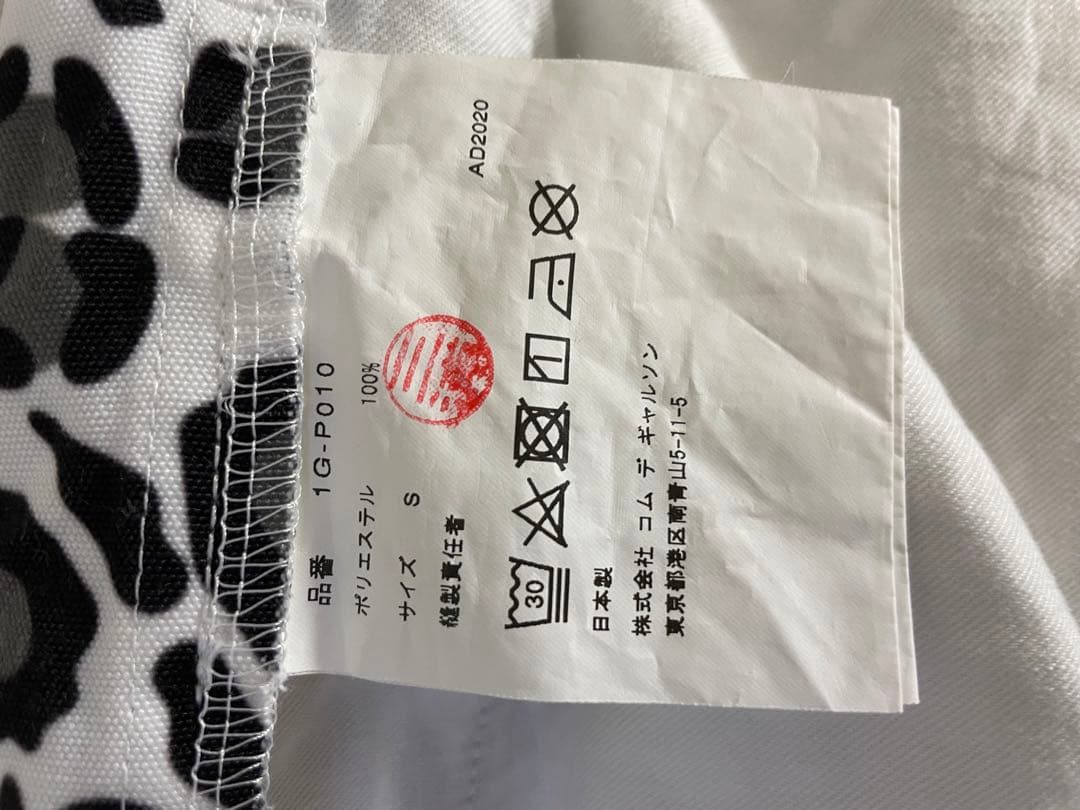 品番 1G-P010
ポリエステル 100%
サイズ S
縫製責任者
30
日本製
株式会社 コム デ ギャルソン
東京都港区南青山5-11-5
AD2020